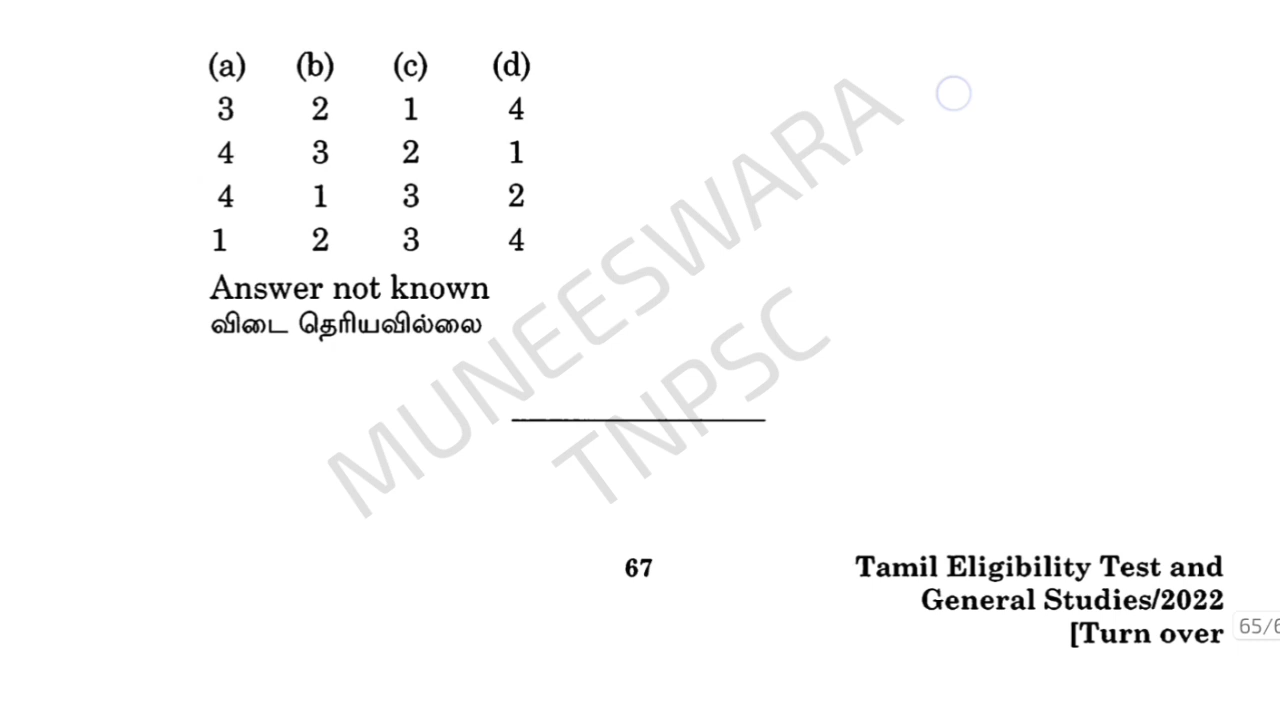 (a) (b) (c) (d)
3 2 1 4
4 3 2 1
4 1 3 2
1 2 3 4
Answer not known
விடை தெரியவில்லை
MUNEESWARA
TNPSC
67
Tamil Eligibility Test and
General Studies/2022
[Turn over
65/6